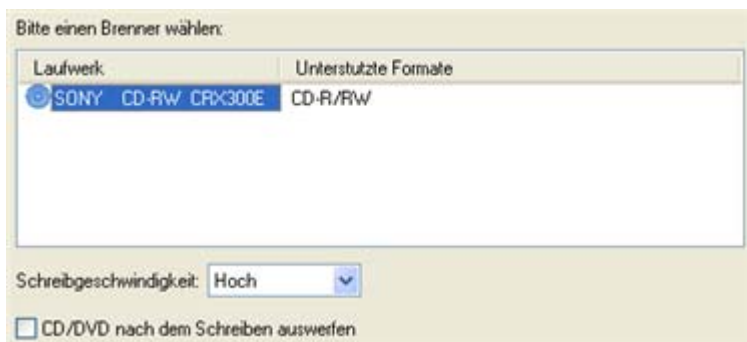 Bitte einen Brenner wählen:
Laufwerk Unterstutzte Formate
SONY CD-RW CRX300E CD-R/RW
Schreibgeschwindigkeit: Hoch
CD/DVD nach dem Schreiben auswerfen